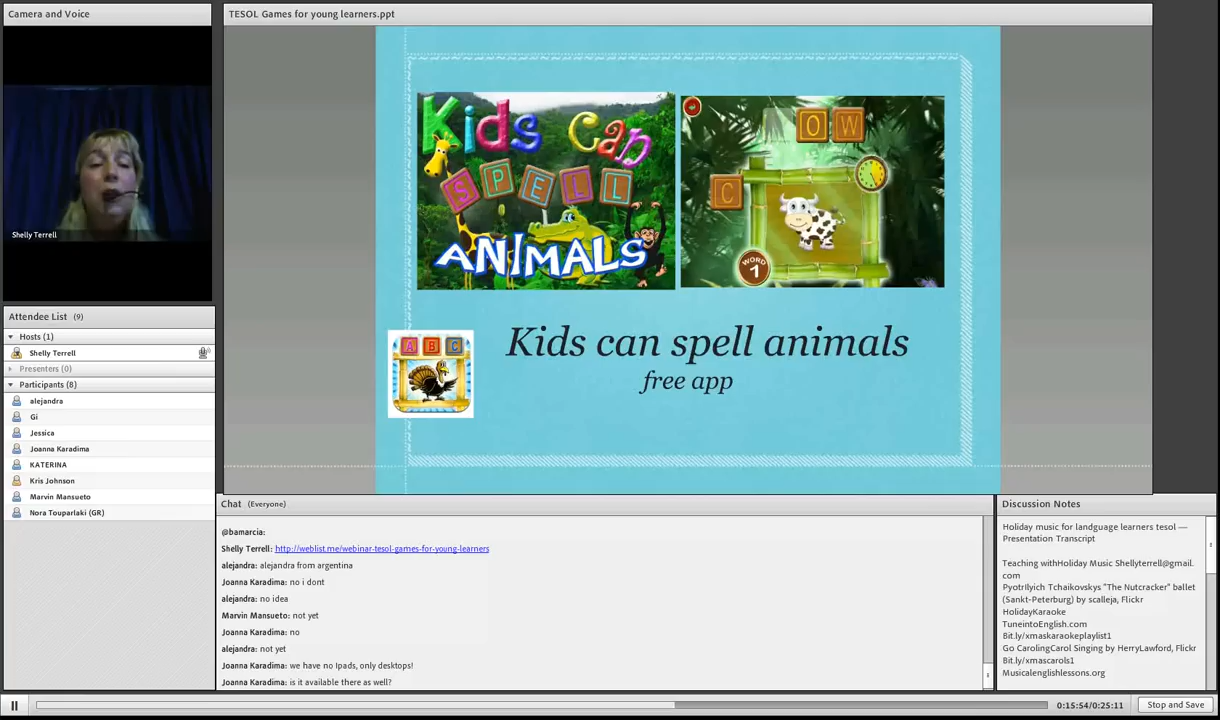 Camera and Voice
Shelly Terrell
Attendee List (9)
Hosts (1)
Shelly Terrell
Presenters (0)
Participants (8)
alejandra
Gi
Jessica
Joanna Karadima
KATERINA
Kris Johnson
Marvin Mansueto
Nora Touparlaki (GR)
TESOL Games for young learners.ppt
Kids Can
SPELL
ANIMALS
O W
C
WORD
1
A B C
Kids can spell animals
free app
Chat (Everyone)
@bamarcia:
Shelly Terrell: http://weblist.me/webinar-tesol-games-for-young-learners
alejandra: alejandra from argentina
Joanna Karadima: no i dont
alejandra: no idea
Marvin Mansueto: not yet
Joanna Karadima: no
alejandra: not yet
Joanna Karadima: we have no Ipads, only desktops!
Joanna Karadima: is it available there as well?
Discussion Notes
Holiday music for landguage learners tesol —
Presentation Transcript
Teaching withHoliday Music Shellyterrell@gmail.
com
PyotrIlyich Tchaikovskys "The Nutcracker" ballet
(Sankt-Peterburg) by scalleja, Flickr
HolidayKaraoke
TuneintoEnglish.com
Bit.ly/xmaskaraokeplaylist1
Go CarolingCarol Singing by HerryLawford, Flickr
Bit.ly/xmascarols1
Musicalenglishlessons.org
0:15:54/0:25:11
Stop and Save